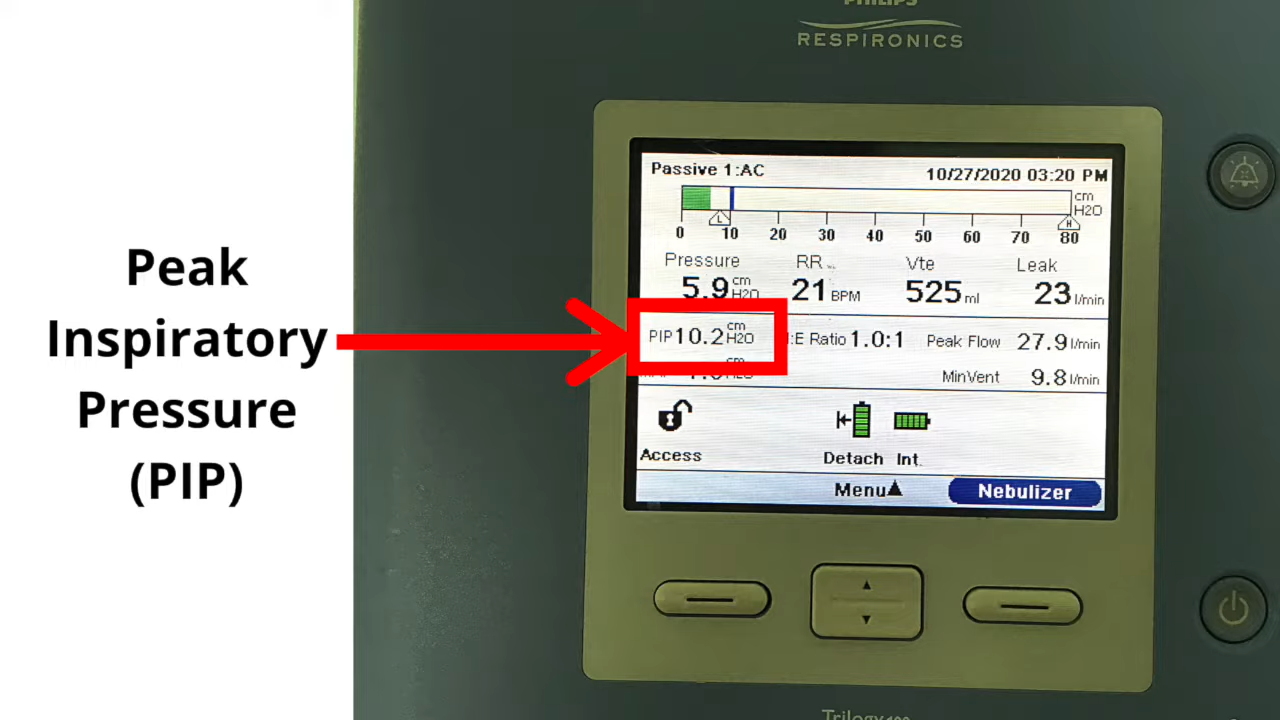 PHILIPS
RESPIRONICS
Peak
Inspiratory
Pressure
(PIP)
Passive 1:AC 10/27/2020 03:20 PM
cm
H2O
L H
0 10 20 30 40 50 60 70 80
Pressure RR Vte Leak
5.9 cm H2O 21 BPM 525 ml 23 l/min
PIP 10.2 cm H2O :E Ratio 1.0:1 Peak Flow 27.9 l/min
cm H2O MinVent 9.8 l/min
Access Detach Int.
Menu Nebulizer